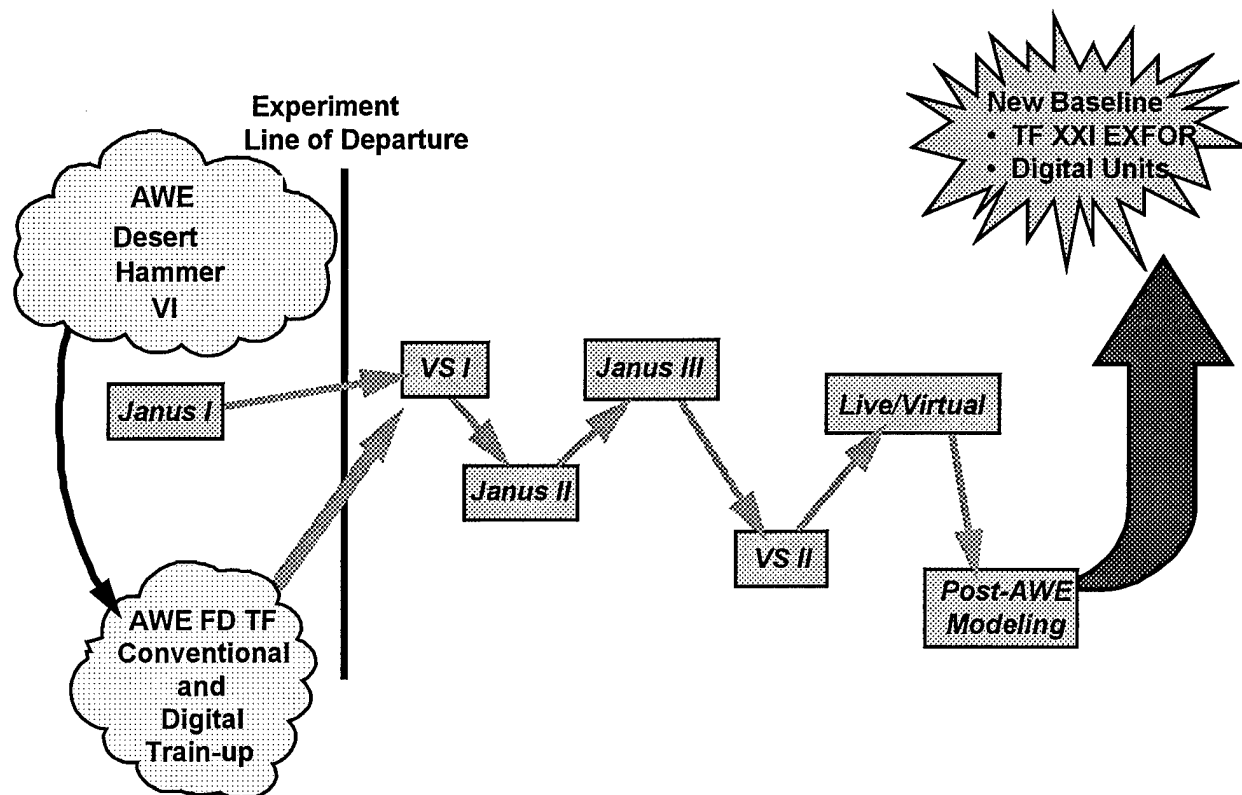 Experiment
Line of Departure
AWE
Desert
Hammer
VI
New Baseline
• TF XXI EXFOR
• Digital Units
Janus I
VS I
Janus II
Janus III
VS II
Live/Virtual
Post-AWE
Modeling
AWE FD TF
Conventional
and
Digital
Train-up